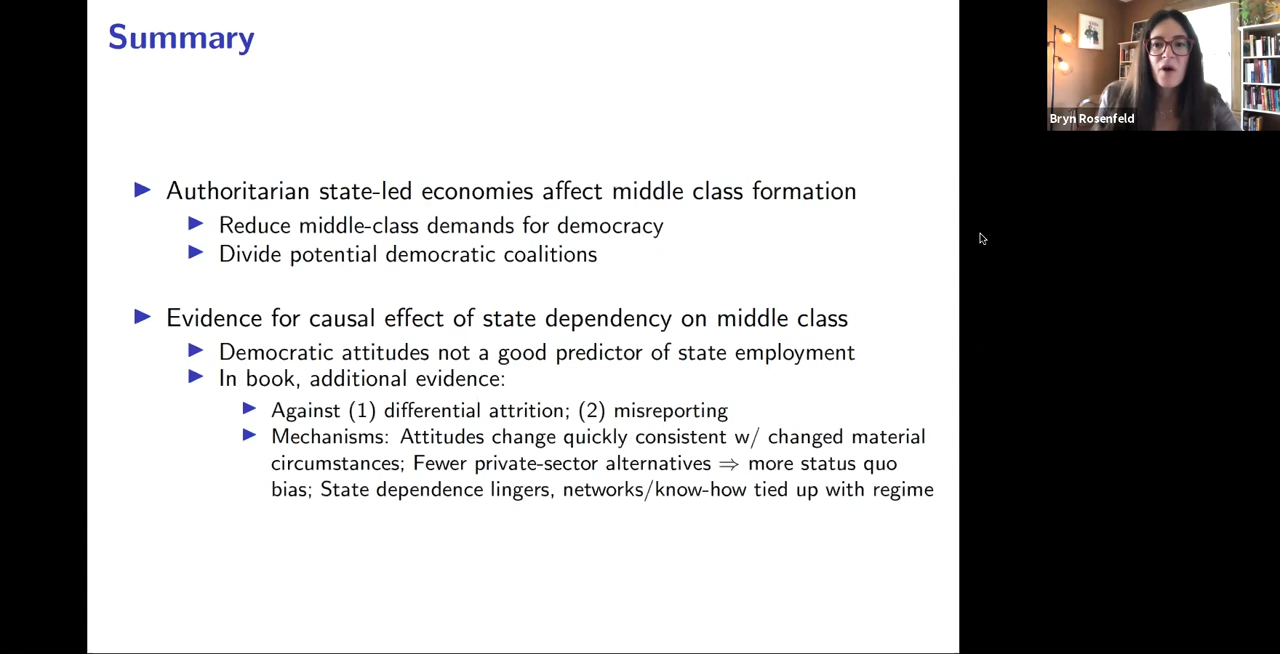 Summary
Bryn Rosenfeld
▶ Authoritarian state-led economies affect middle class formation
▶ Reduce middle-class demands for democracy
▶ Divide potential democratic coalitions
▶ Evidence for causal effect of state dependency on middle class
▶ Democratic attitudes not a good predictor of state employment
▶ In book, additional evidence:
▶ Against (1) differential attrition; (2) misreporting
▶ Mechanisms: Attitudes change quickly consistent w/ changed material
circumstances; Fewer private-sector alternatives ⇒ more status quo
bias; State dependence lingers, networks/know-how tied up with regime